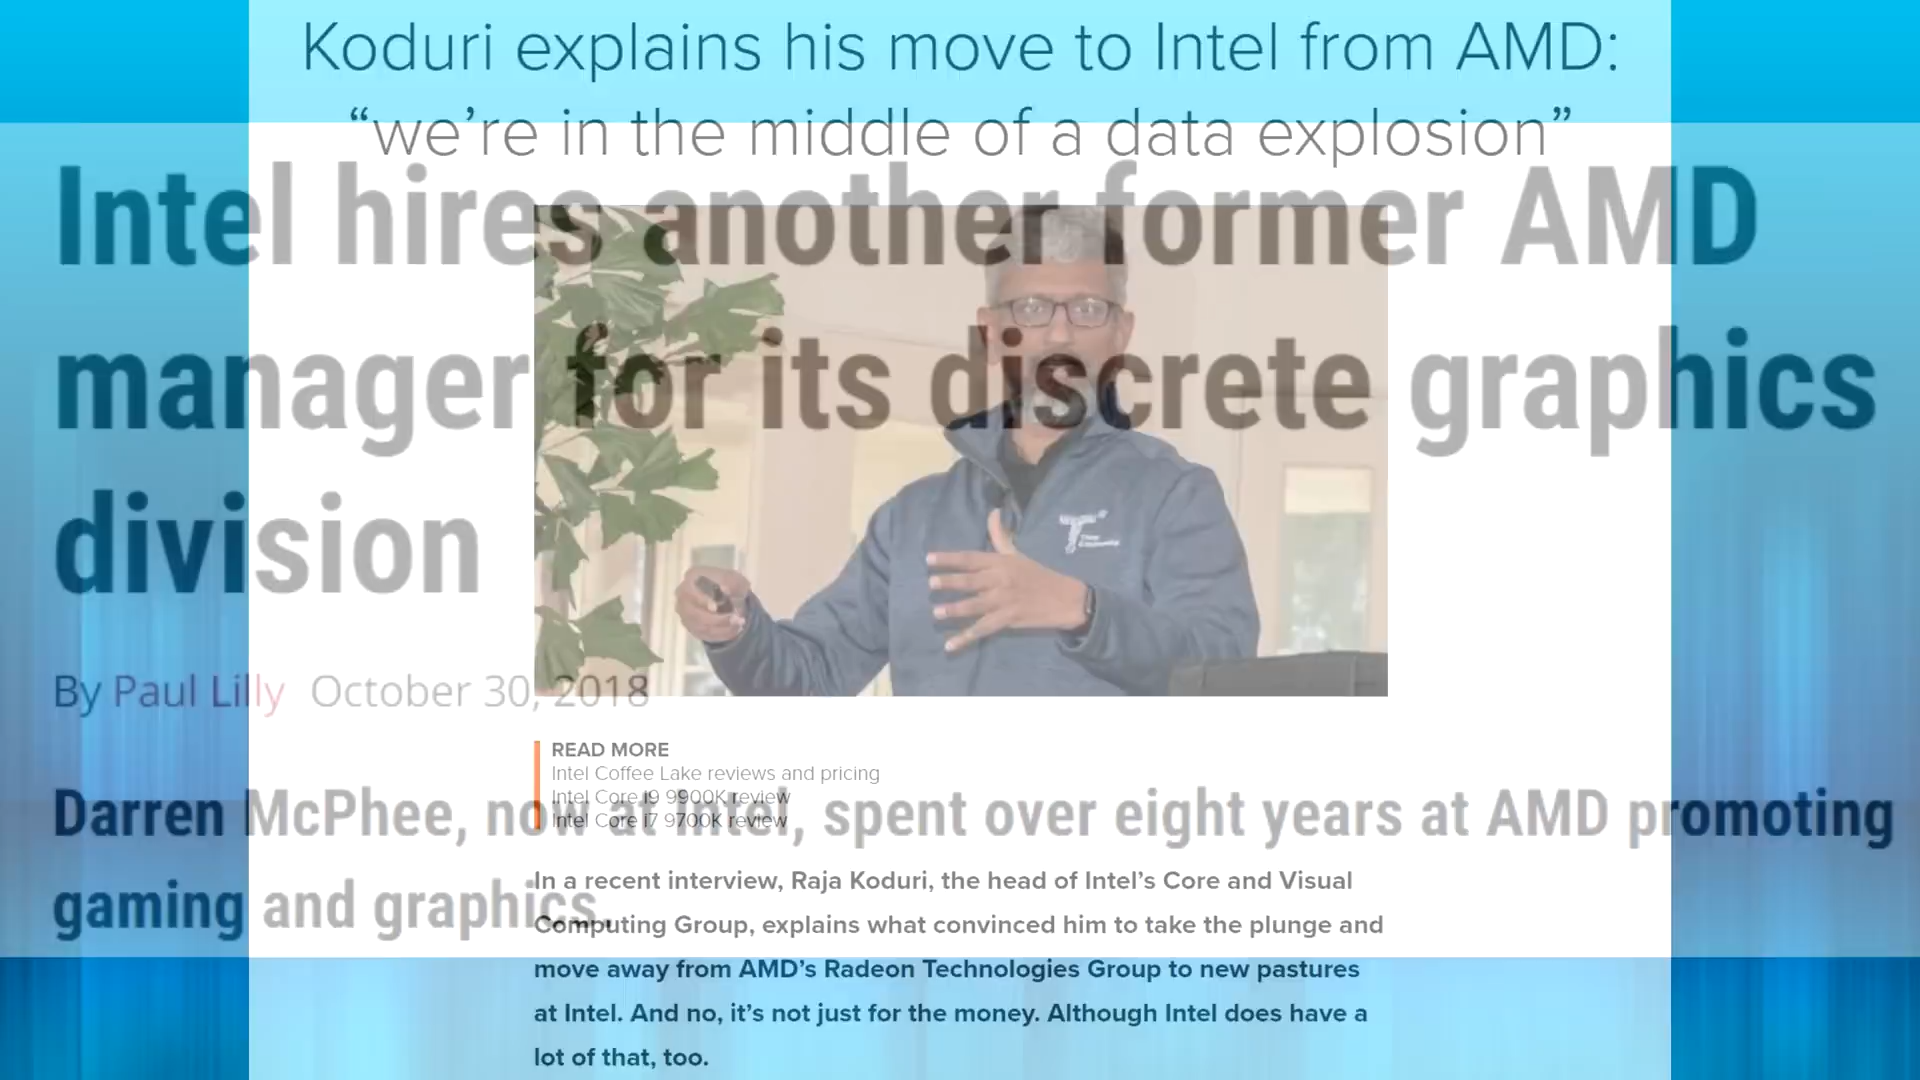 Koduri explains his move to Intel from AMD:
“we’re in the middle of a data explosion”
Intel hires another former AMD
manager for its discrete graphics
division
By Paul Lilly October 30, 2018
READ MORE
Intel Coffee Lake reviews and pricing
Intel Core i9 9900K review
Intel Core i7 9700K review
Darren McPhee, now at Intel, spent over eight years at AMD promoting
gaming and graphics.
In a recent interview, Raja Koduri, the head of Intel’s Core and Visual
Computing Group, explains what convinced him to take the plunge and
move away from AMD’s Radeon Technologies Group to new pastures
at Intel. And no, it’s not just for the money. Although Intel does have a
lot of that, too.